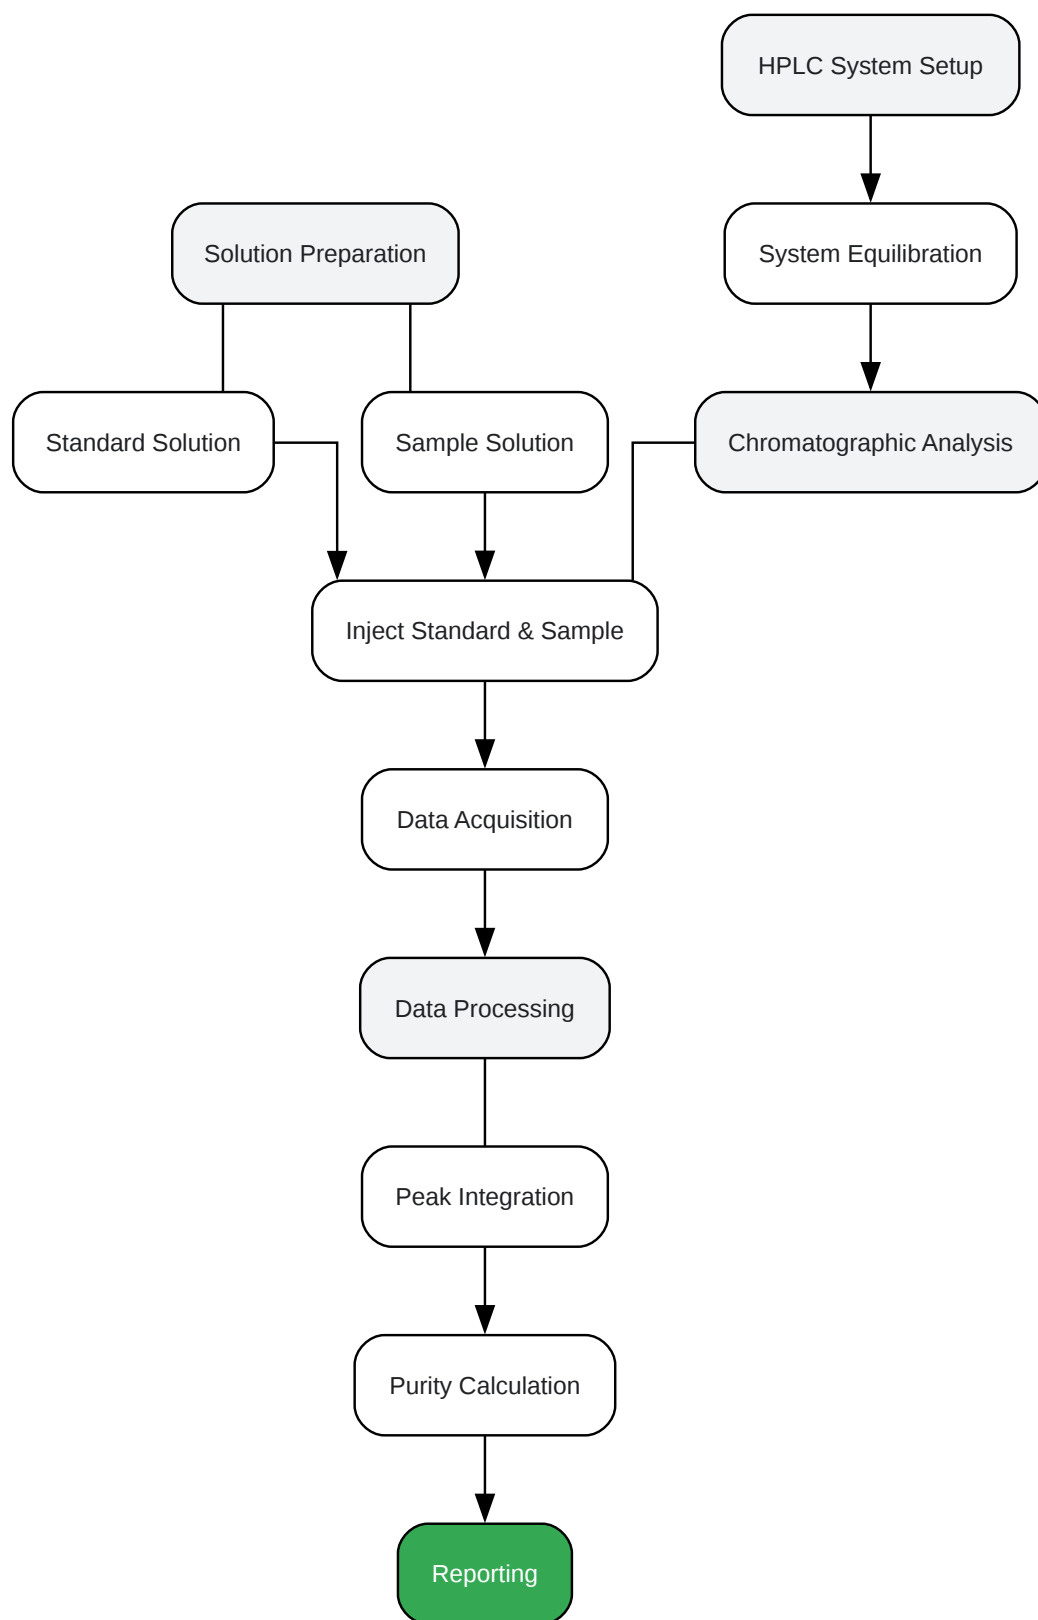 HPLC System Setup
Solution Preparation
System Equilibration
Standard Solution
Sample Solution
Chromatographic Analysis
Inject Standard & Sample
Data Acquisition
Data Processing
Peak Integration
Purity Calculation
Reporting